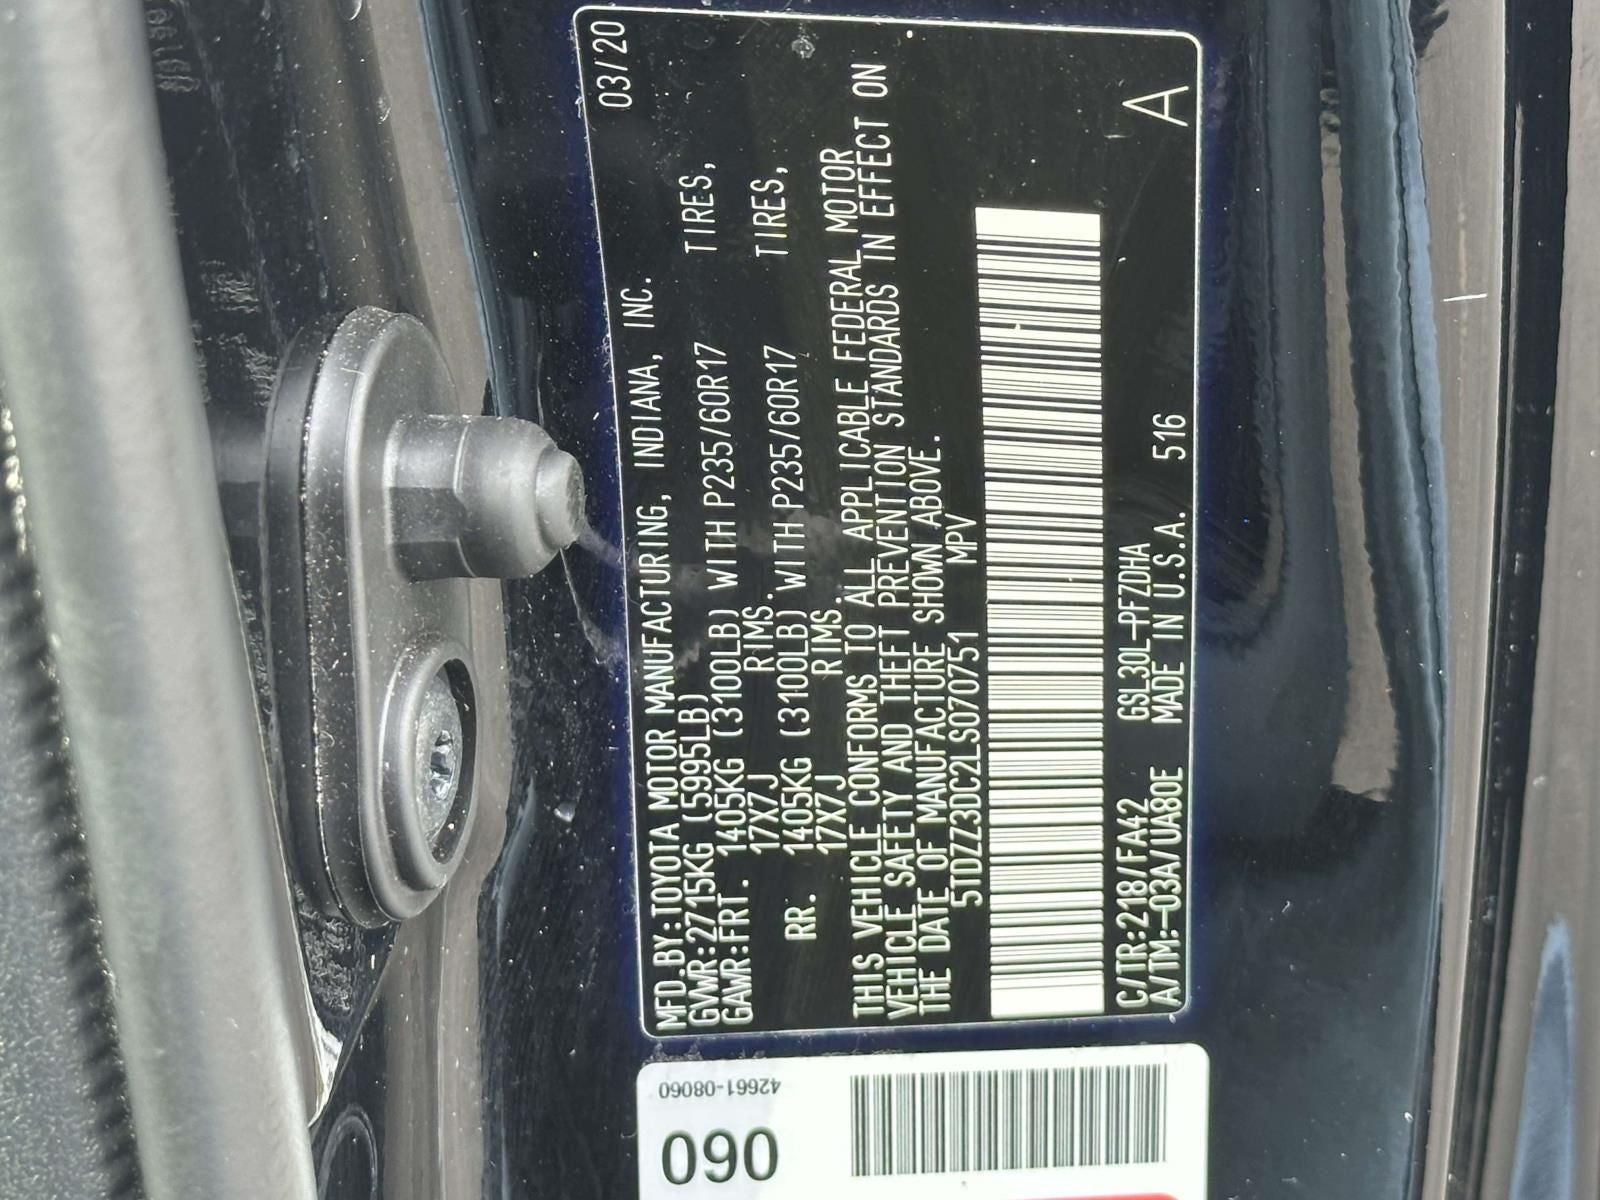 MFD.BY:TOYOTA MOTOR MANUFACTURING, INDIANA, INC. 03/20
GVWR:2715KG (5995LB)
GAWR:FRT. 1405KG (3100LB) WITH P235/60R17 TIRES,
17X7J RIMS.
RR. 1405KG (3100LB) WITH P235/60R17 TIRES,
17X7J RIMS.
THIS VEHICLE CONFORMS TO ALL APPLICABLE FEDERAL MOTOR
VEHICLE SAFETY AND THEFT PREVENTION STANDARDS IN EFFECT ON
THE DATE OF MANUFACTURE SHOWN ABOVE.
5TDZZ3DC2LS070751 MPV
C/TR:218/FA42 GSL30L-PFZDHA
A/TM:-03A/UA80E MADE IN U.S.A. 516 A
42661-08060
060